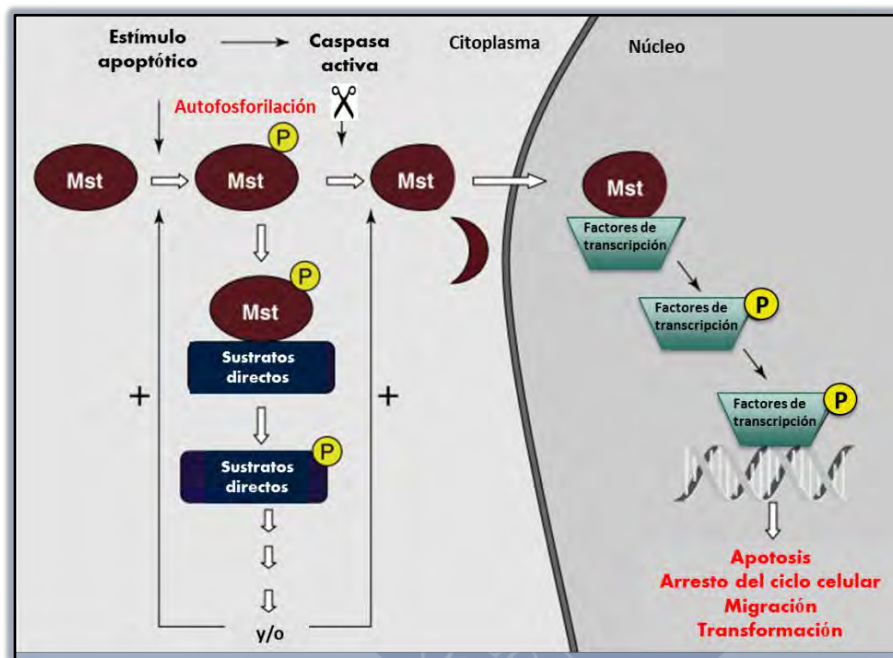 Estímulo
apoptótico
Caspasa
activa
Citoplasma
Núcleo
Autofosforilación
P
Mst
Mst
Mst
Mst
Factores de
transcripción
P
Factores de
transcripción
P
Mst
Sustratos
directos
P
Factores de
transcripción
+
+
P
Sustratos
directos
y/o
Apotosis
Arresto del ciclo celular
Migración
Transformación